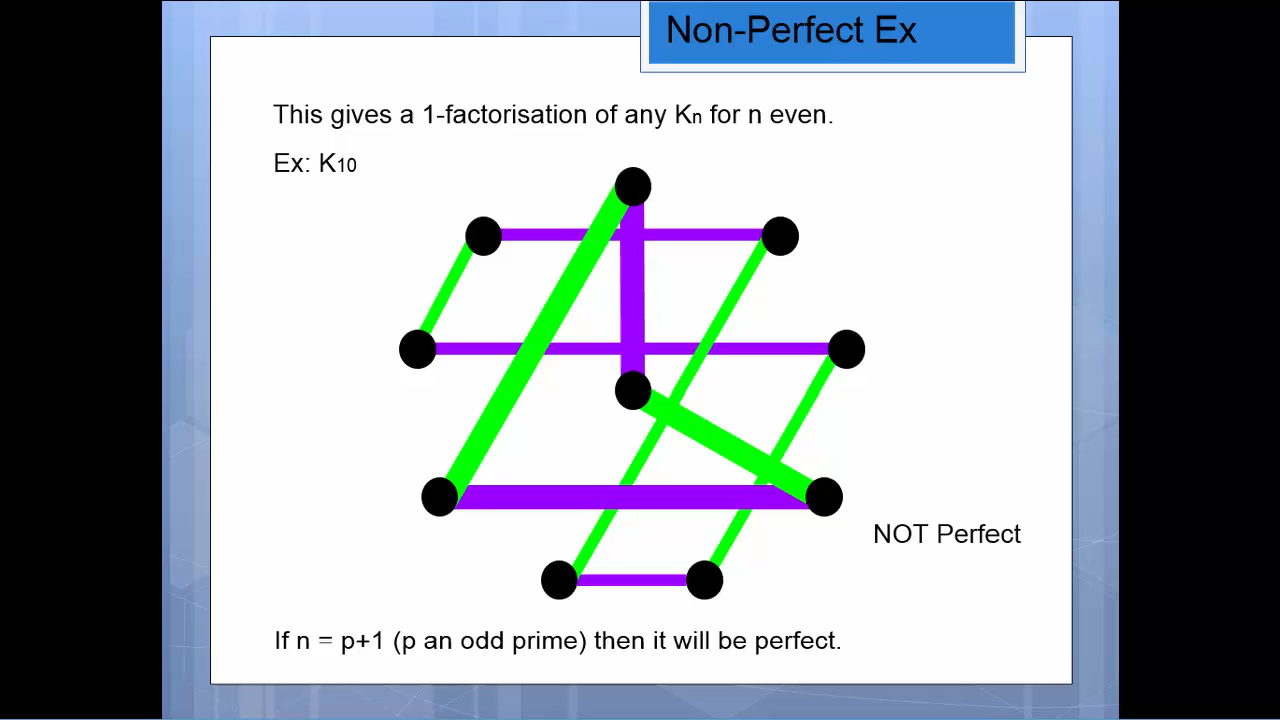 Non-Perfect Ex
This gives a 1-factorisation of any Kn for n even.
Ex: K10
NOT Perfect
If n = p+1 (p an odd prime) then it will be perfect.